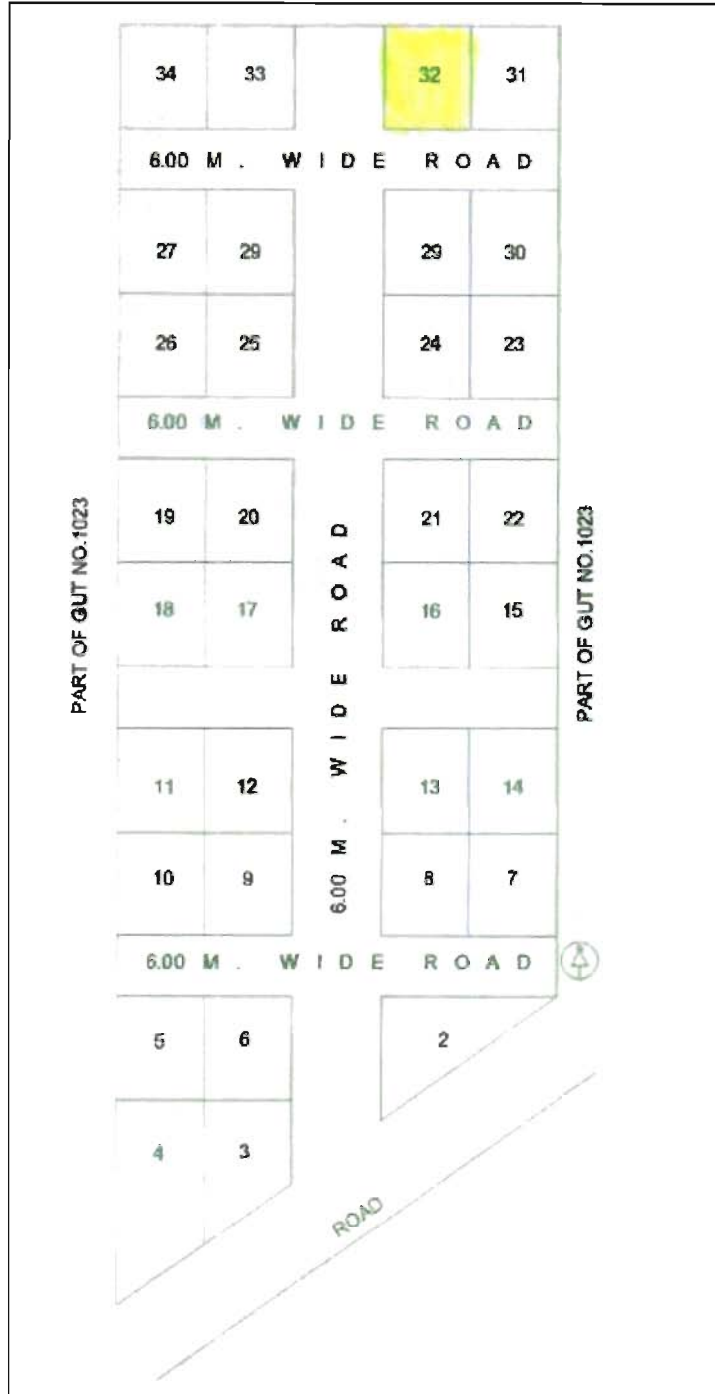 34 33 32 31
6.00 M. WIDE ROAD
27 29 29 30
26 25 24 23
6.00 M. WIDE ROAD
19 20 21 22
18 17 16 15
PART OF GUT NO.1023
6.00 M. WIDE ROAD
PART OF GUT NO.1023
11 12 13 14
10 9 8 7
6.00 M. WIDE ROAD
5 6 2
4 3
ROAD